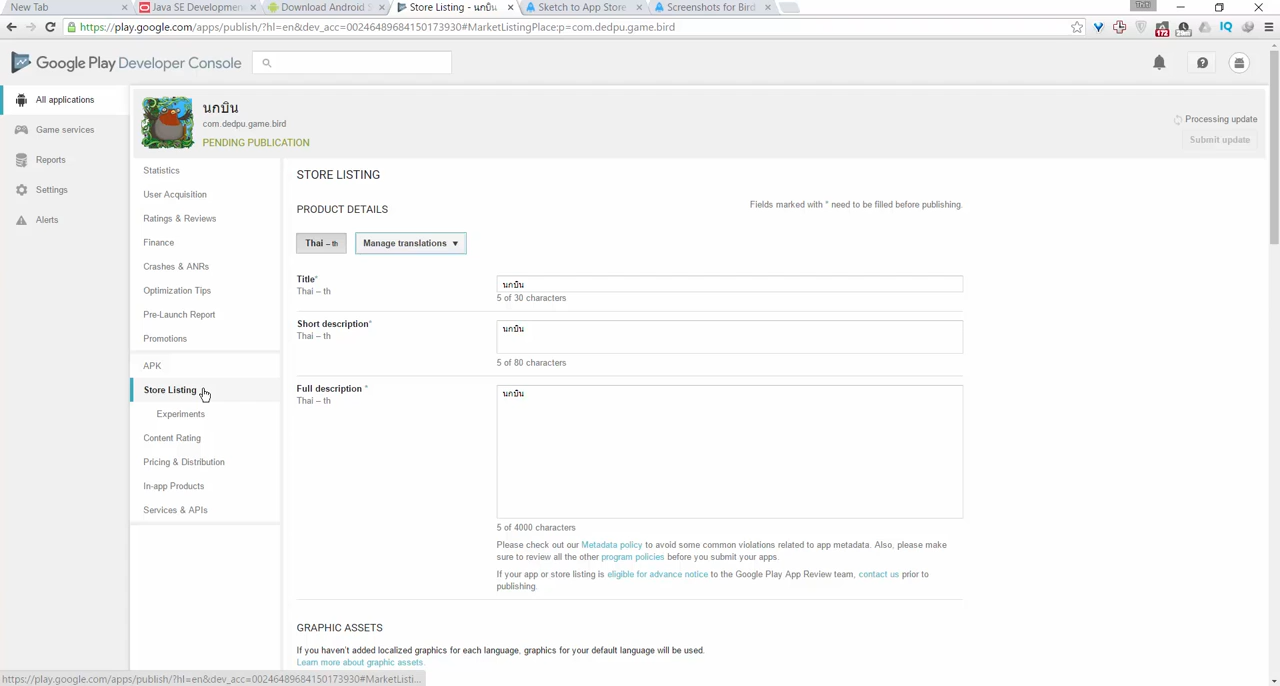 New Tab
Java SE Developmen
Download Android S
Store Listing - นกบิน
Sketch to App Store
Screenshots for Bird
Thiti
https://play.google.com/apps/publish/?hl=en&dev_acc=00246489684150173930#MarketListingPlace:p=com.dedpu.game.bird
172
IQ
Google Play Developer Console
All applications
Game services
Reports
Settings
Alerts
นกบิน
com.dedpu.game.bird
PENDING PUBLICATION
Processing update
Submit update
Statistics
User Acquisition
Ratings & Reviews
Finance
Crashes & ANRs
Optimization Tips
Pre-Launch Report
Promotions
APK
Store Listing
Experiments
Content Rating
Pricing & Distribution
In-app Products
Services & APIs
STORE LISTING
PRODUCT DETAILS
Fields marked with * need to be filled before publishing.
Thai – th
Manage translations ▼
Title*
Thai – th
นกบิน
5 of 30 characters
Short description*
Thai – th
นกบิน
5 of 80 characters
Full description *
Thai – th
นกบิน
5 of 4000 characters
Please check out our Metadata policy to avoid some common violations related to app metadata. Also, please make
sure to review all the other program policies before you submit your apps.
If your app or store listing is eligible for advance notice to the Google Play App Review team, contact us prior to
publishing.
GRAPHIC ASSETS
If you haven't added localized graphics for each language, graphics for your default language will be used.
Learn more about graphic assets.
https://play.google.com/apps/publish/?hl=en&dev_acc=00246489684150173930#MarketListi...